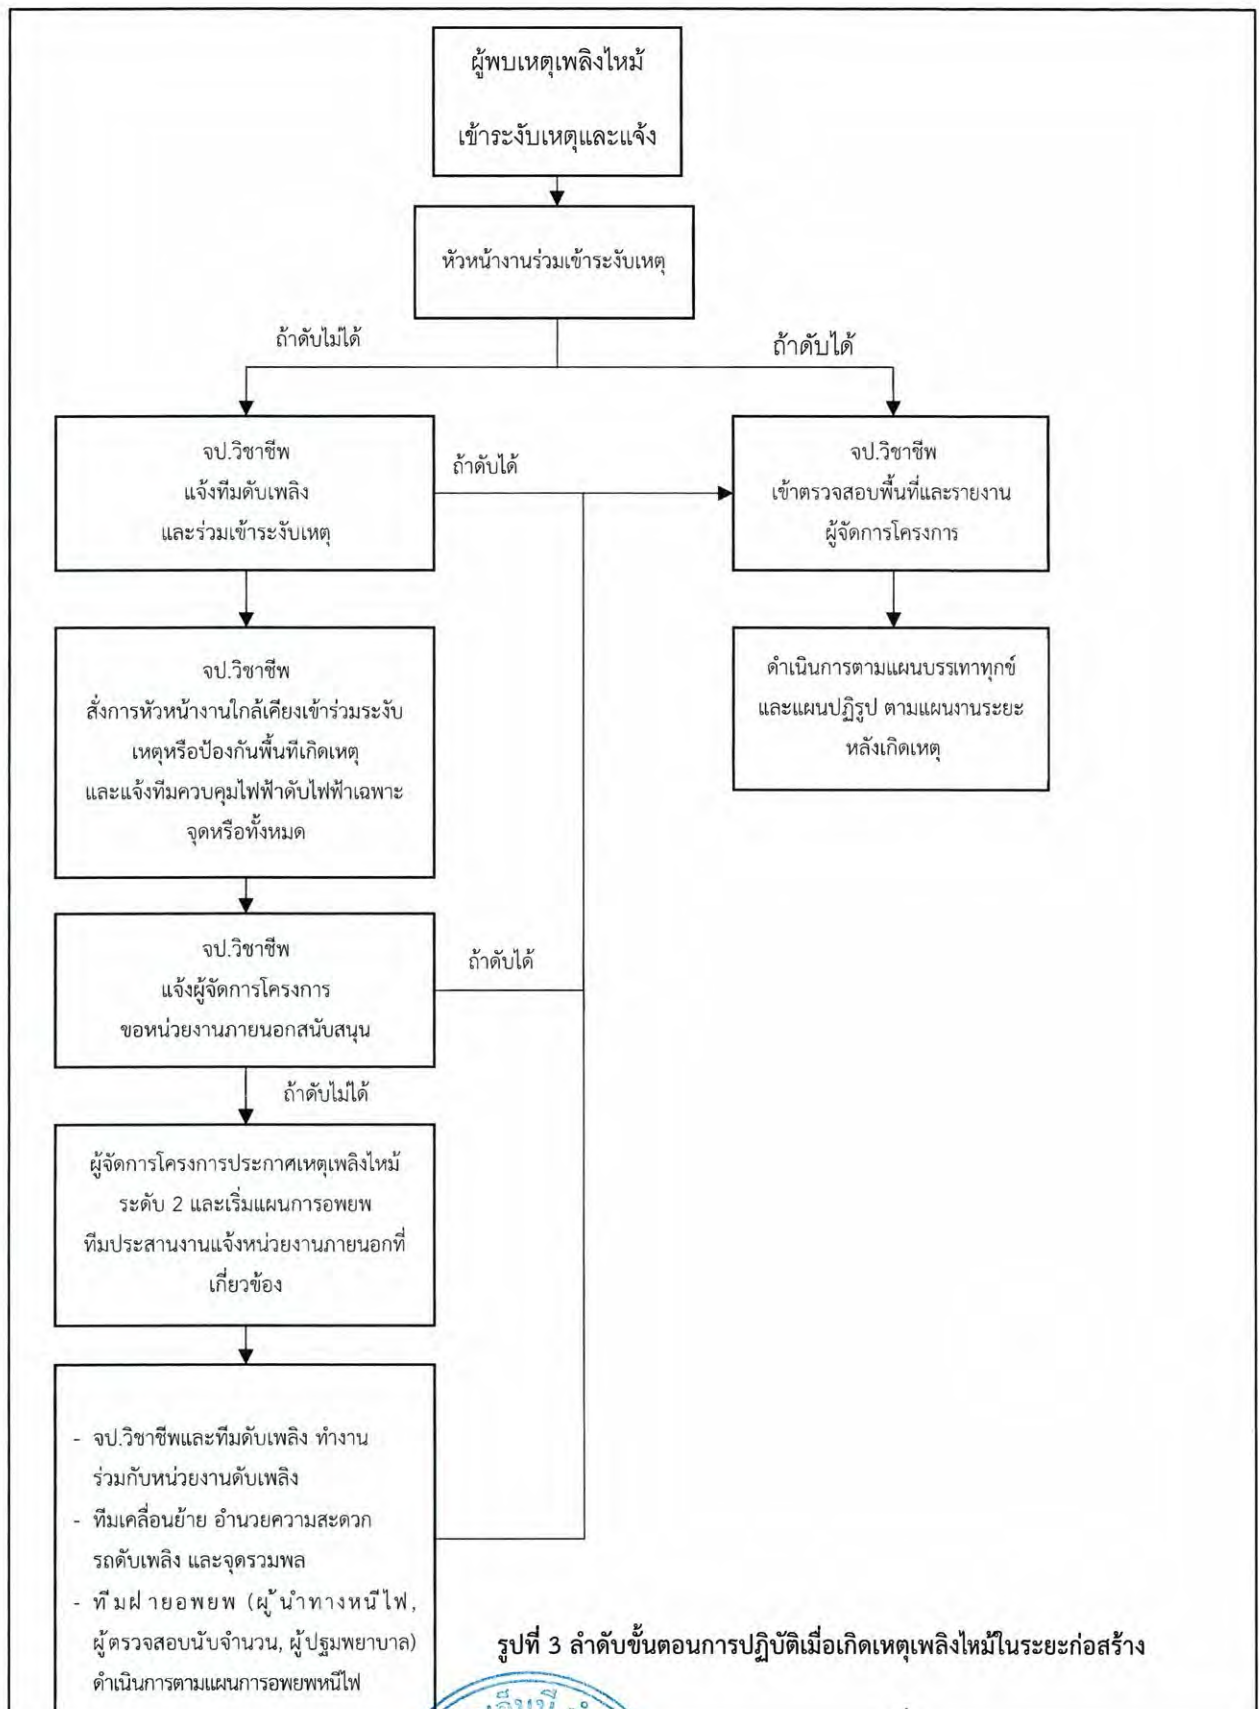 ผู้พบเหตุเพลิงไหม้
เข้าระงับเหตุและแจ้ง
หัวหน้างานร่วมเข้าระงับเหตุ
ถ้าดับไม่ได้
ถ้าดับได้
จป.วิชาชีพ
แจ้งทีมดับเพลิง
และร่วมเข้าระงับเหตุ
ถ้าดับได้
จป.วิชาชีพ
เข้าตรวจสอบพื้นที่และรายงาน
ผู้จัดการโครงการ
จป.วิชาชีพ
สั่งการหัวหน้างานใกล้เคียงเข้าร่วมระงับ
เหตุหรือป้องกันพื้นที่เกิดเหตุ
และแจ้งทีมควบคุมไฟฟ้าดับไฟฟ้าเฉพาะ
จุดหรือทั้งหมด
ดำเนินการตามแผนบรรเทาทุกข์
และแผนปฏิรูป ตามแผนงานระยะ
หลังเกิดเหตุ
จป.วิชาชีพ
แจ้งผู้จัดการโครงการ
ขอหน่วยงานภายนอกสนับสนุน
ถ้าดับได้
ถ้าดับไม่ได้
ผู้จัดการโครงการประกาศเหตุเพลิงไหม้
ระดับ 2 และเริ่มแผนการอพยพ
ทีมประสานงานแจ้งหน่วยงานภายนอกที่
เกี่ยวข้อง
- จป.วิชาชีพและทีมดับเพลิง ทำงาน
ร่วมกับหน่วยงานดับเพลิง
- ทีมเคลื่อนย้าย อำนวยความสะดวก
รถดับเพลิง และจุดรวมพล
- ทีมฝ่ายอพยพ (ผู้นำทางหนีไฟ,
ผู้ตรวจสอบนับจำนวน, ผู้ปฐมพยาบาล)
ดำเนินการตามแผนการอพยพหนีไฟ
รูปที่ 3 ลำดับขั้นตอนการปฏิบัติเมื่อเกิดเหตุเพลิงไหม้ในระยะก่อสร้าง